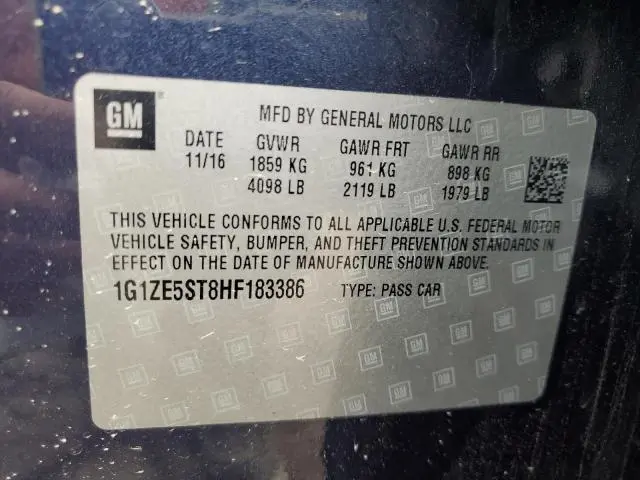 GM
MFD BY GENERAL MOTORS LLC
DATE GVWR GAWR FRT GAWR RR
11/16 1859 KG 961 KG 898 KG
4098 LB 2119 LB 1979 LB
THIS VEHICLE CONFORMS TO ALL APPLICABLE U.S. FEDERAL MOTOR
VEHICLE SAFETY, BUMPER, AND THEFT PREVENTION STANDARDS IN
EFFECT ON THE DATE OF MANUFACTURE SHOWN ABOVE.
1G1ZE5ST8HF183386 TYPE: PASS CAR